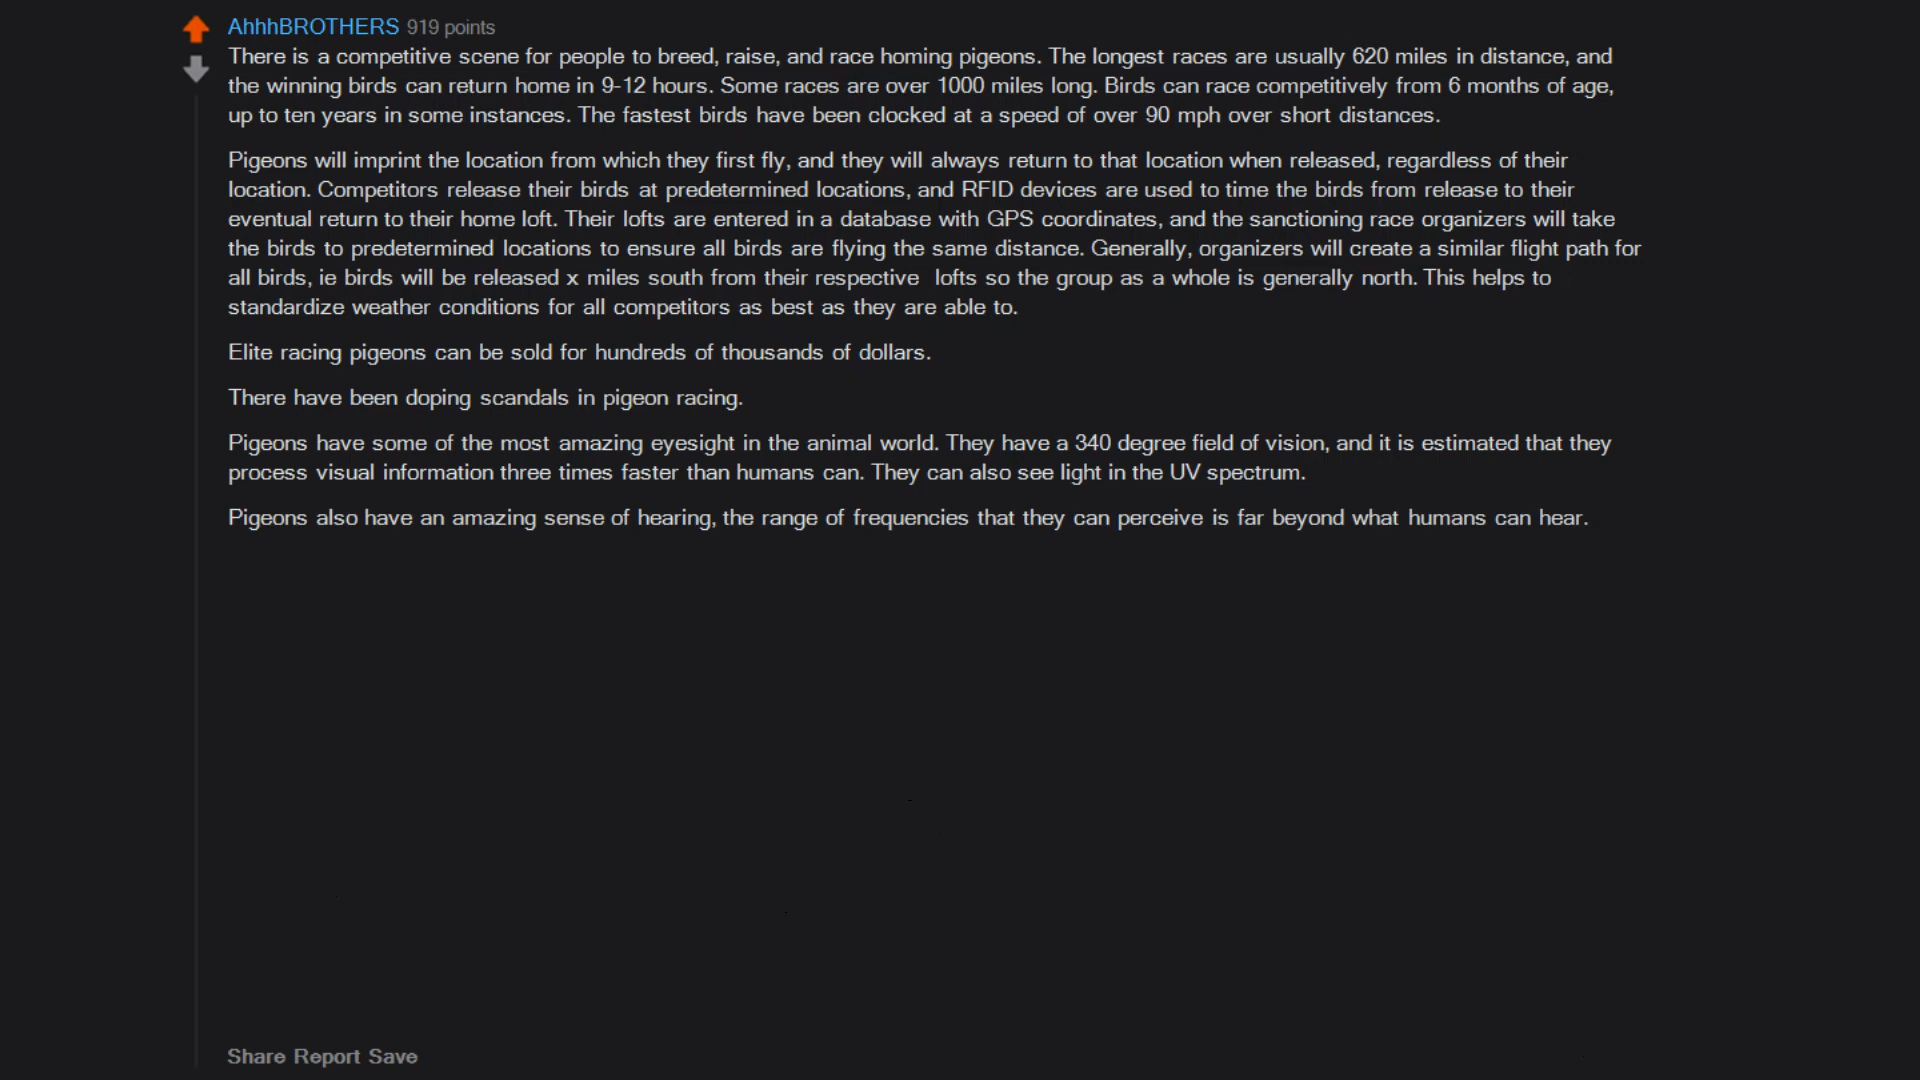 AhhhBROTHERS 919 points
There is a competitive scene for people to breed, raise, and race homing pigeons. The longest races are usually 620 miles in distance, and
the winning birds can return home in 9-12 hours. Some races are over 1000 miles long. Birds can race competitively from 6 months of age,
up to ten years in some instances. The fastest birds have been clocked at a speed of over 90 mph over short distances.
Pigeons will imprint the location from which they first fly, and they will always return to that location when released, regardless of their
location. Competitors release their birds at predetermined locations, and RFID devices are used to time the birds from release to their
eventual return to their home loft. Their lofts are entered in a database with GPS coordinates, and the sanctioning race organizers will take
the birds to predetermined locations to ensure all birds are flying the same distance. Generally, organizers will create a similar flight path for
all birds, ie birds will be released x miles south from their respective lofts so the group as a whole is generally north. This helps to
standardize weather conditions for all competitors as best as they are able to.
Elite racing pigeons can be sold for hundreds of thousands of dollars.
There have been doping scandals in pigeon racing.
Pigeons have some of the most amazing eyesight in the animal world. They have a 340 degree field of vision, and it is estimated that they
process visual information three times faster than humans can. They can also see light in the UV spectrum.
Pigeons also have an amazing sense of hearing, the range of frequencies that they can perceive is far beyond what humans can hear.
Share Report Save